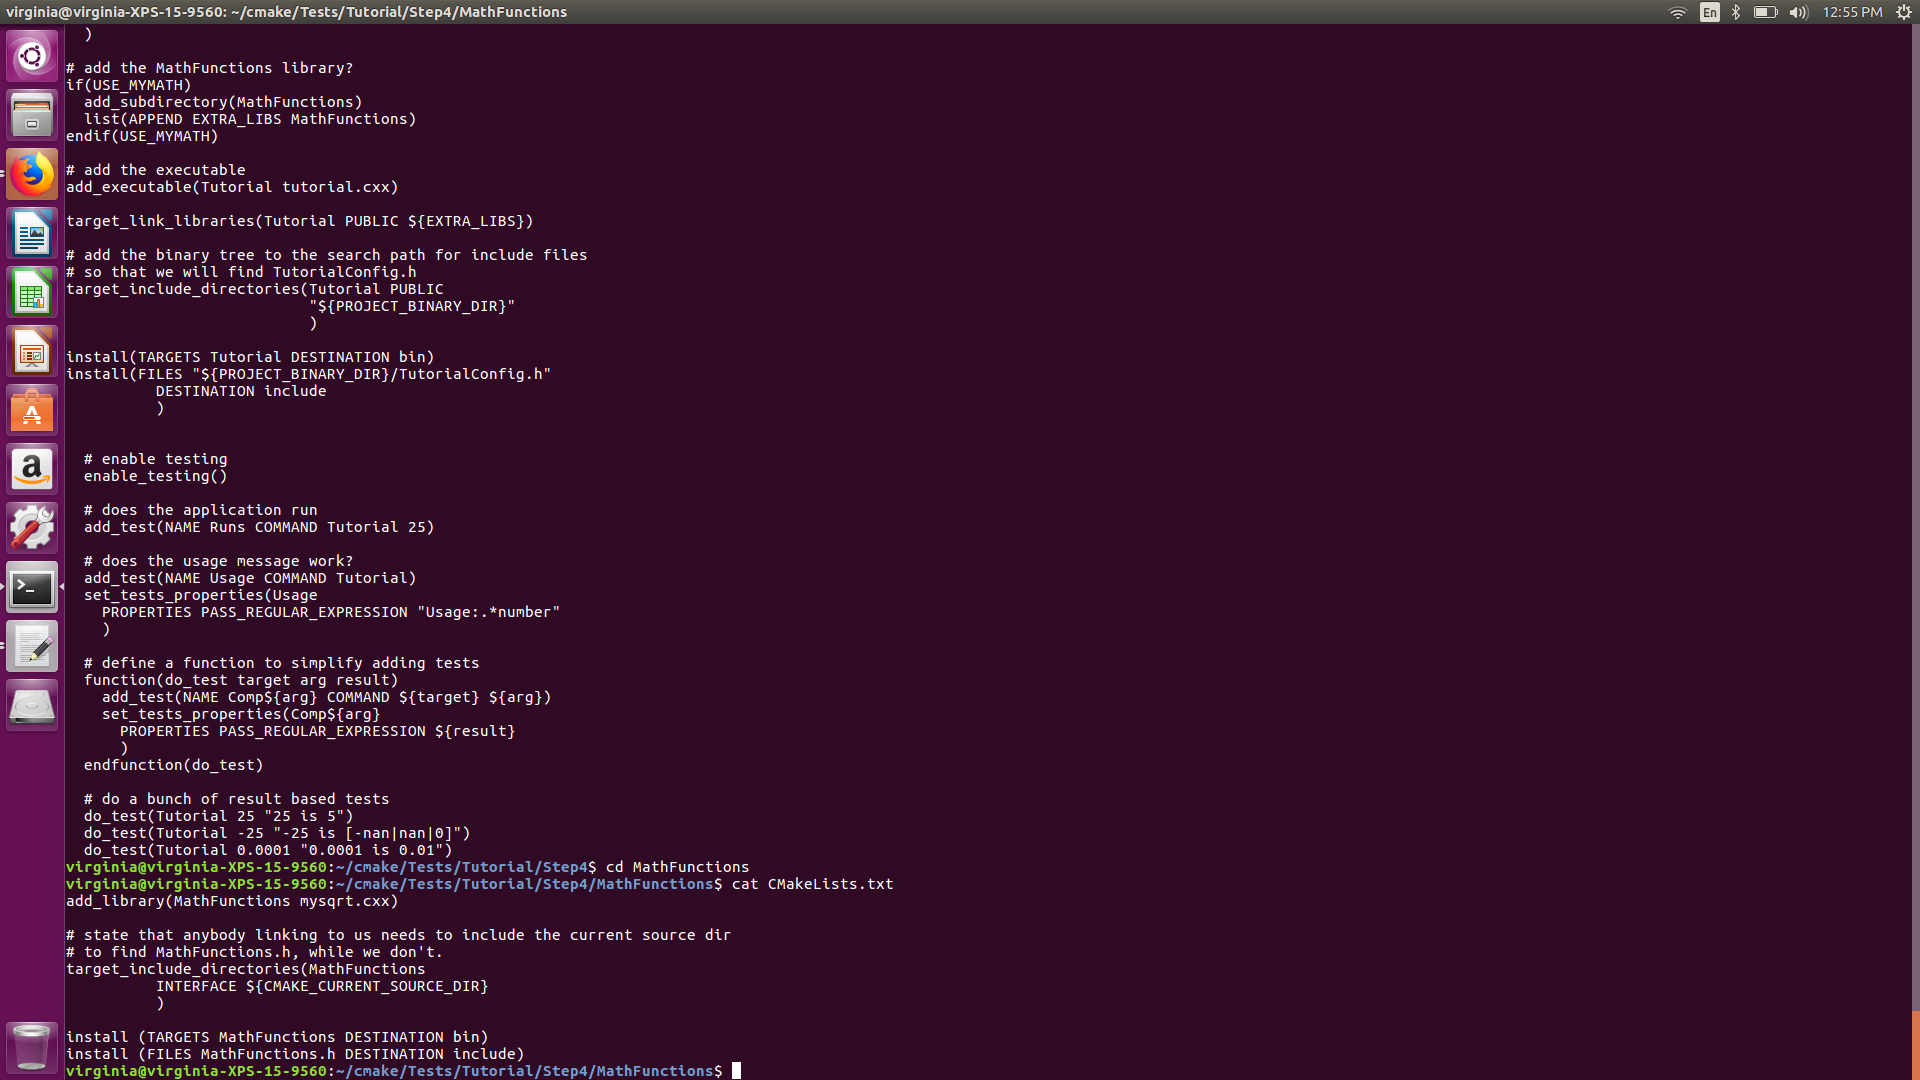 virginia@virginia-XPS-15-9560: ~/cmake/Tests/Tutorial/Step4/MathFunctions
En
12:55 PM
  )

# add the MathFunctions library?
if(USE_MYMATH)
  add_subdirectory(MathFunctions)
  list(APPEND EXTRA_LIBS MathFunctions)
endif(USE_MYMATH)

# add the executable
add_executable(Tutorial tutorial.cxx)

target_link_libraries(Tutorial PUBLIC ${EXTRA_LIBS})

# add the binary tree to the search path for include files
# so that we will find TutorialConfig.h
target_include_directories(Tutorial PUBLIC
                           "${PROJECT_BINARY_DIR}"
                           )

install(TARGETS Tutorial DESTINATION bin)
install(FILES "${PROJECT_BINARY_DIR}/TutorialConfig.h"
          DESTINATION include
          )


  # enable testing
  enable_testing()

  # does the application run
  add_test(NAME Runs COMMAND Tutorial 25)

  # does the usage message work?
  add_test(NAME Usage COMMAND Tutorial)
  set_tests_properties(Usage
    PROPERTIES PASS_REGULAR_EXPRESSION "Usage:.*number"
    )

  # define a function to simplify adding tests
  function(do_test target arg result)
    add_test(NAME Comp${arg} COMMAND ${target} ${arg})
    set_tests_properties(Comp${arg}
      PROPERTIES PASS_REGULAR_EXPRESSION ${result}
      )
  endfunction(do_test)

  # do a bunch of result based tests
  do_test(Tutorial 25 "25 is 5")
  do_test(Tutorial -25 "-25 is [-nan|nan|0]")
  do_test(Tutorial 0.0001 "0.0001 is 0.01")
virginia@virginia-XPS-15-9560:~/cmake/Tests/Tutorial/Step4$ cd MathFunctions
virginia@virginia-XPS-15-9560:~/cmake/Tests/Tutorial/Step4/MathFunctions$ cat CMakeLists.txt
add_library(MathFunctions mysqrt.cxx)

# state that anybody linking to us needs to include the current source dir
# to find MathFunctions.h, while we don't.
target_include_directories(MathFunctions
          INTERFACE ${CMAKE_CURRENT_SOURCE_DIR}
          )

install (TARGETS MathFunctions DESTINATION bin)
install (FILES MathFunctions.h DESTINATION include)
virginia@virginia-XPS-15-9560:~/cmake/Tests/Tutorial/Step4/MathFunctions$